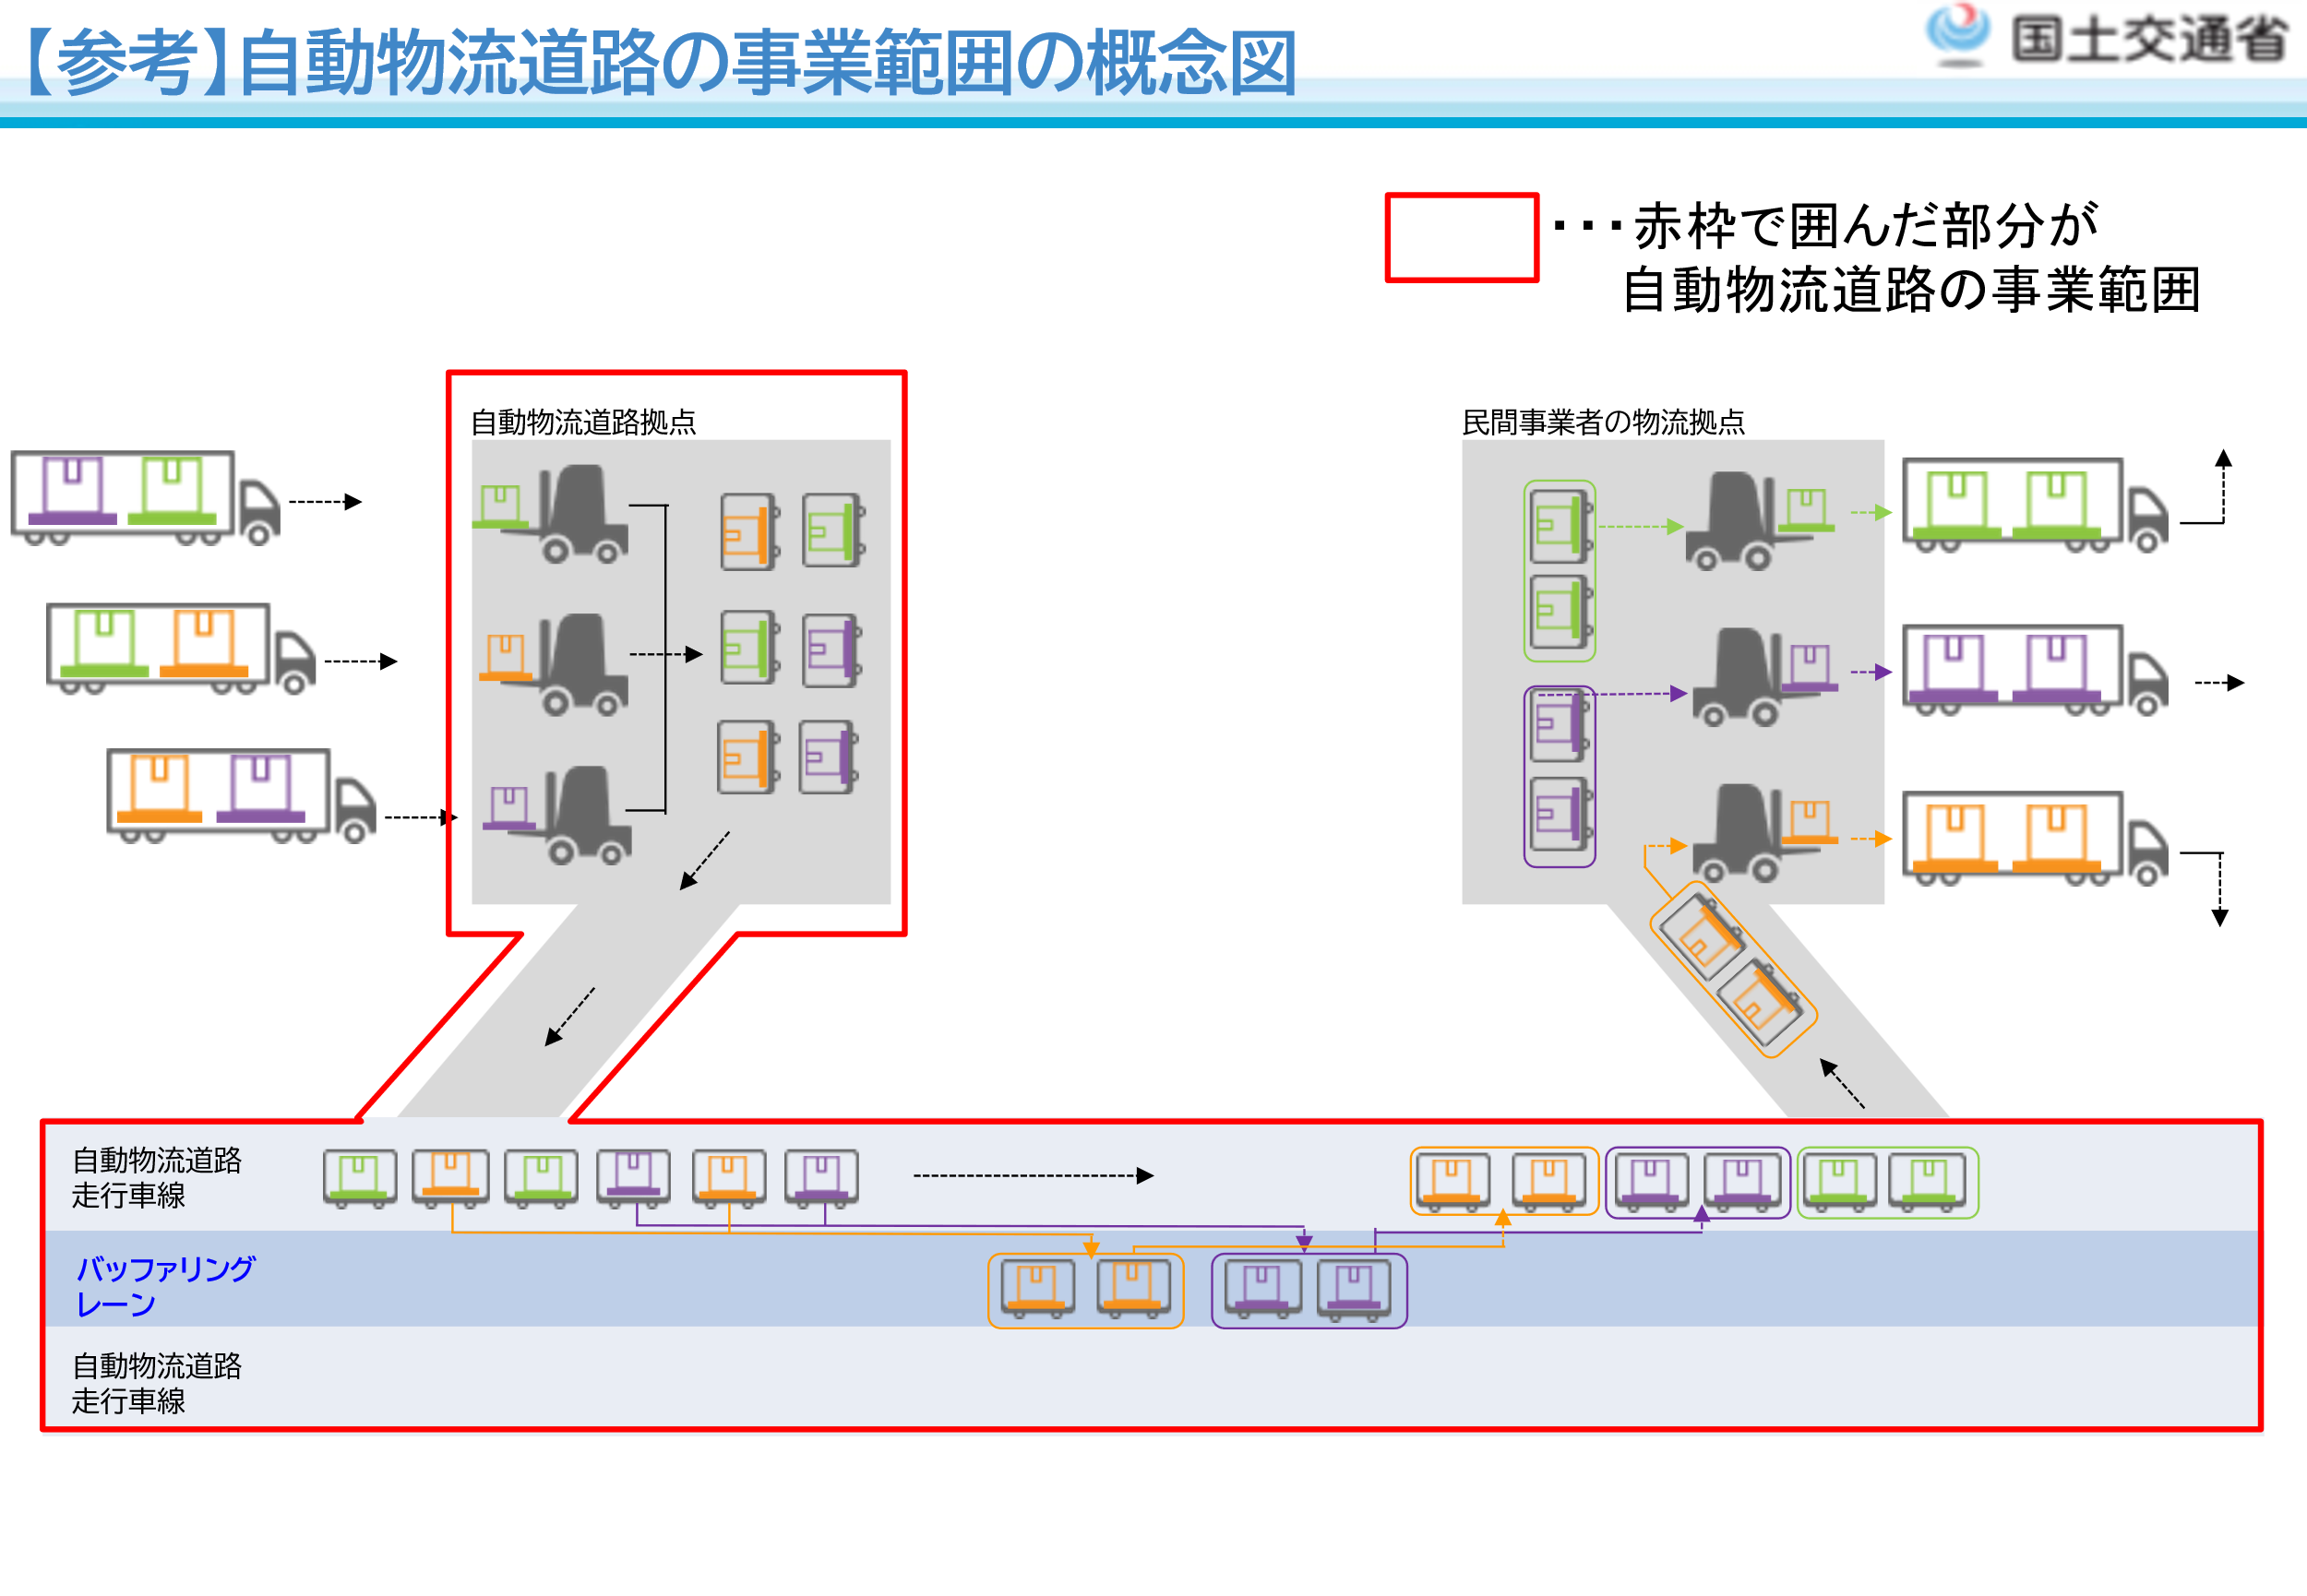 【参考】自動物流道路の事業範囲の概念図
国土交通省
・・・赤枠で囲んだ部分が
自動物流道路の事業範囲
自動物流道路拠点
民間事業者の物流拠点
自動物流道路
走行車線
バッファリング
レーン
自動物流道路
走行車線